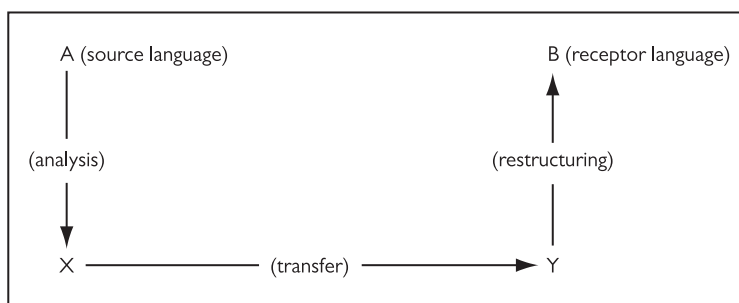 A (source language) B (receptor language)
(analysis) (restructuring)
X (transfer) Y